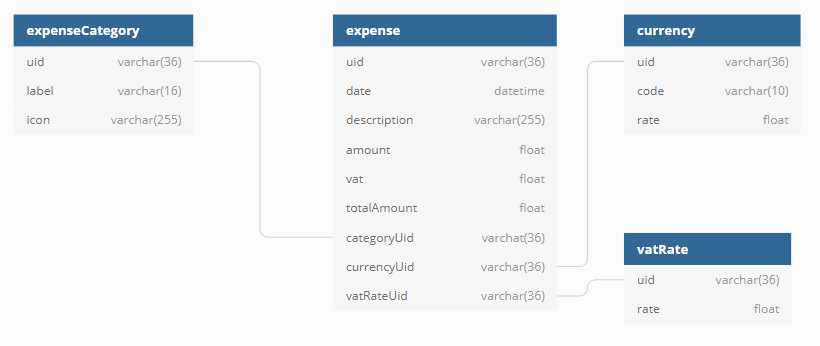 expenseCategory
uid varchar(36)
label varchar(16)
icon varchar(255)
expense
uid varchar(36)
date datetime
descrtiption varchar(255)
amount float
vat float
totalAmount float
categoryUid varchat(36)
currencyUid varchar(36)
vatRateUid varchar(36)
currency
uid varchar(36)
code varchar(10)
rate float
vatRate
uid varchar(36)
rate float